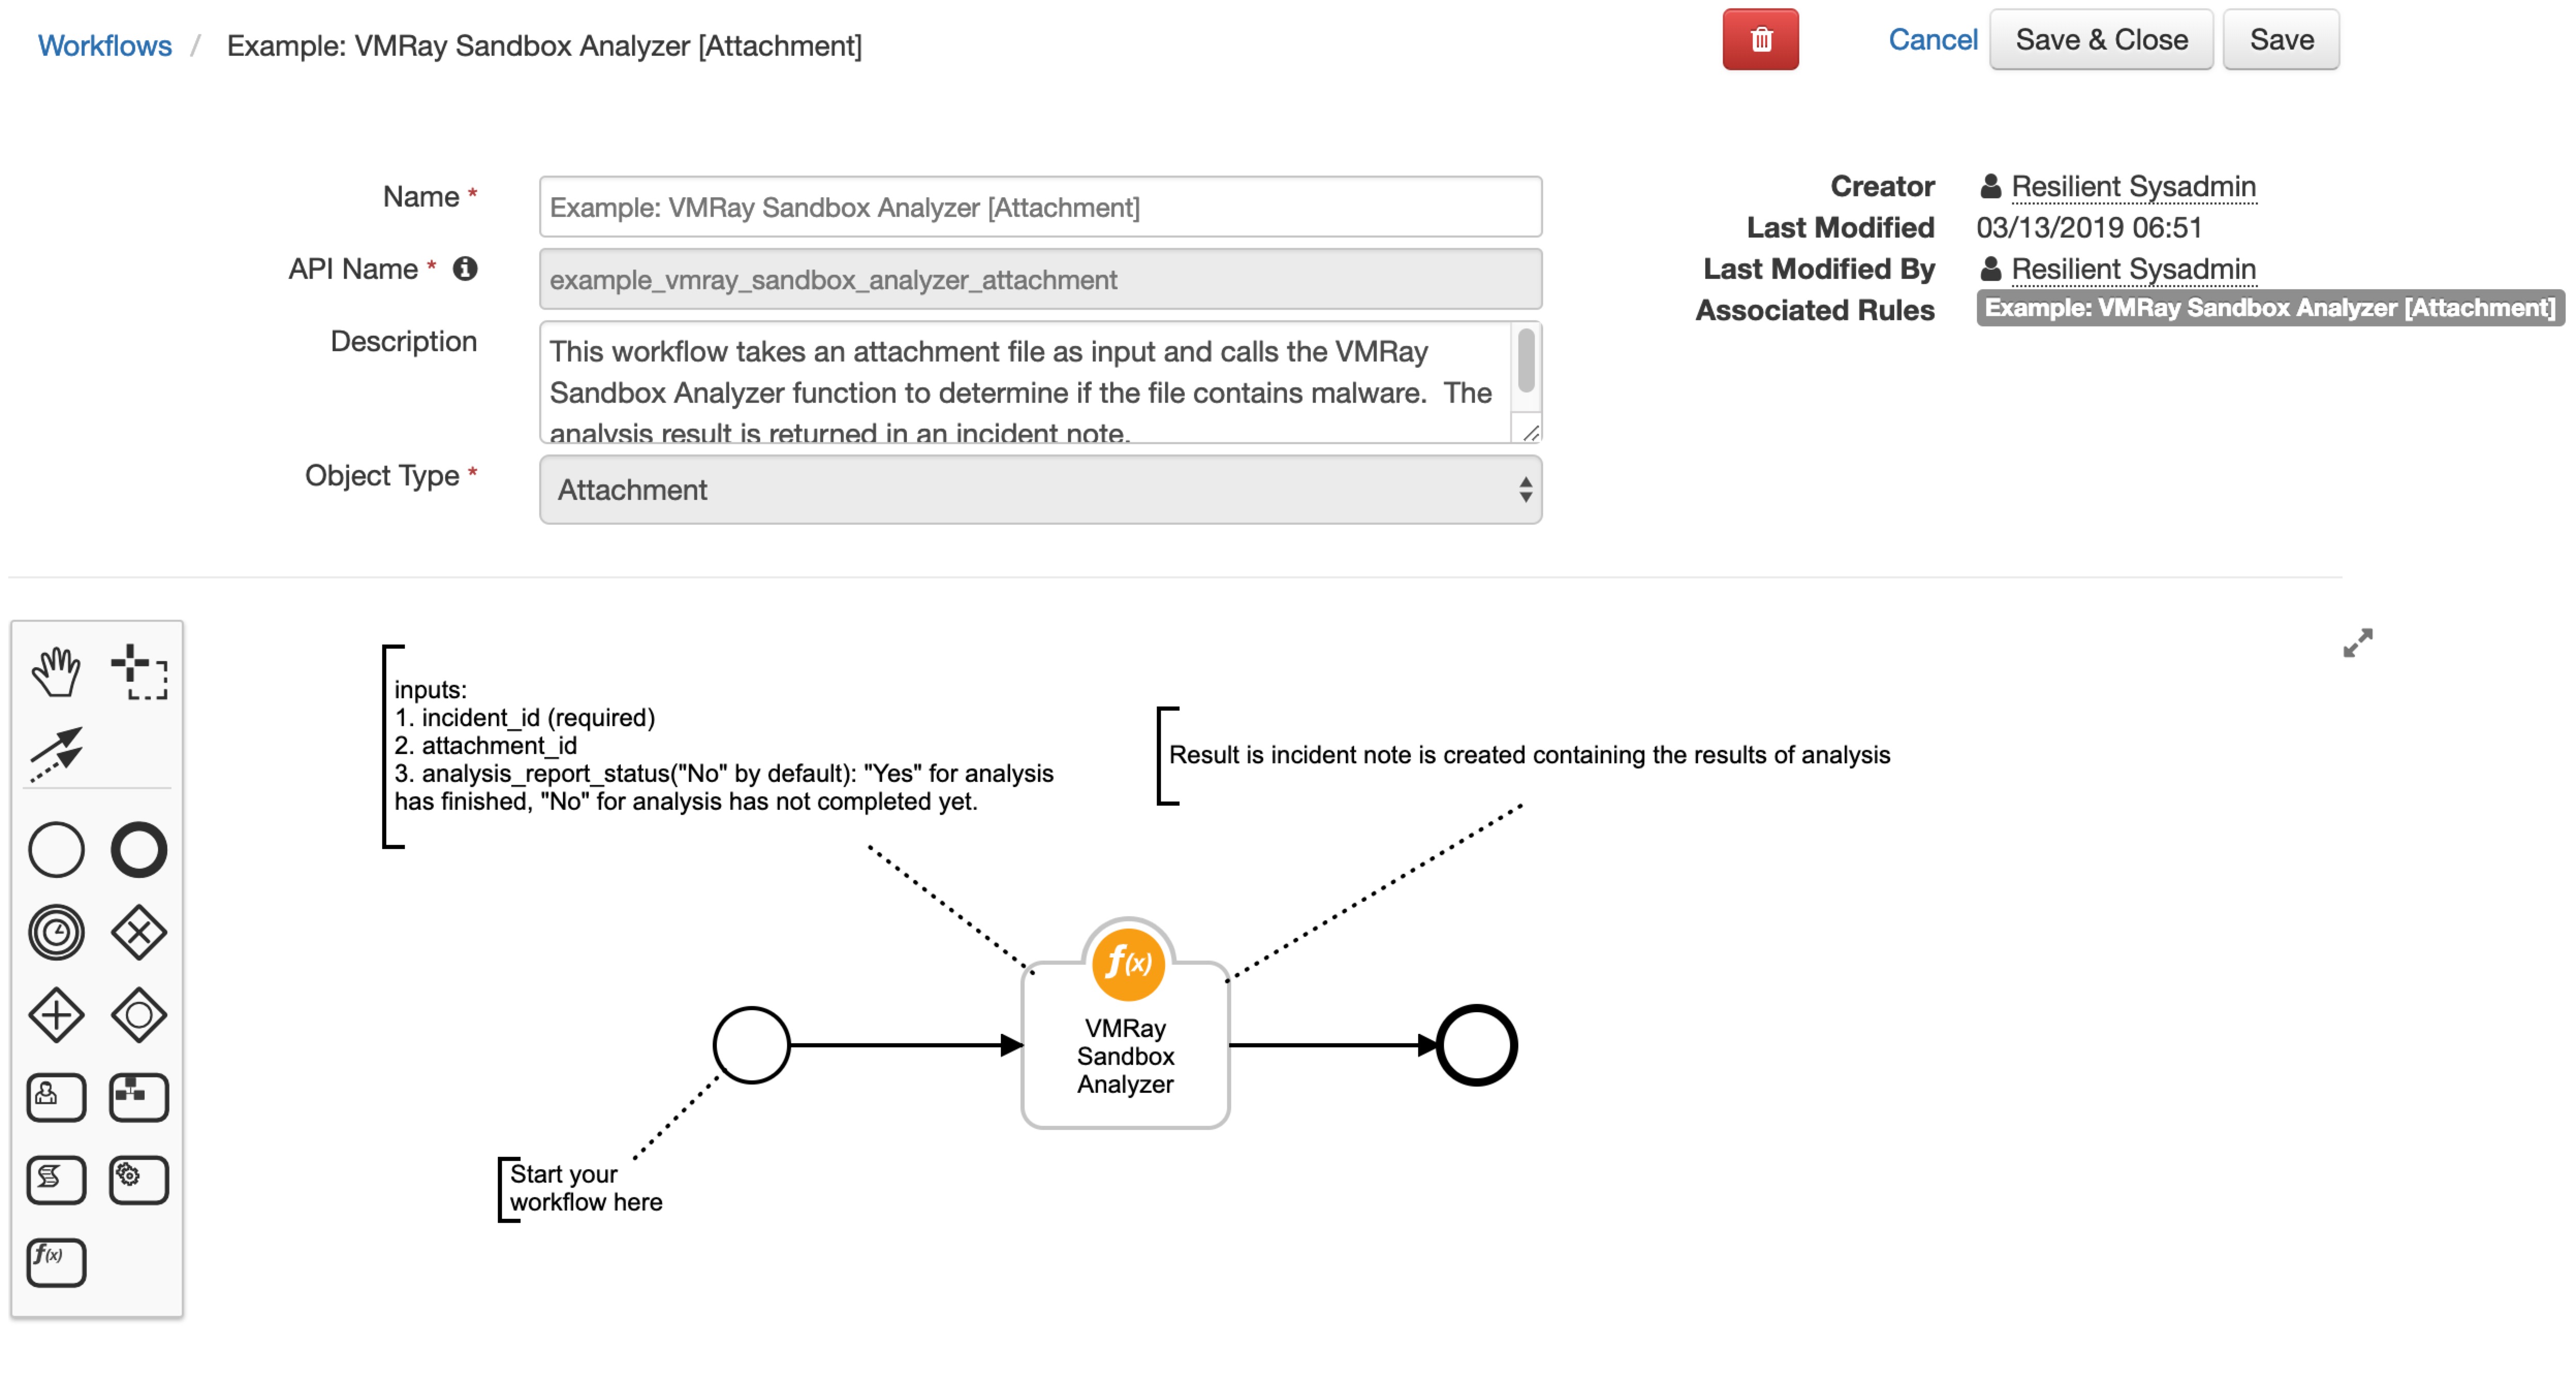 Workflows / Example: VMRay Sandbox Analyzer [Attachment]
Cancel
Save & Close
Save
Name *
Example: VMRay Sandbox Analyzer [Attachment]
API Name *
example_vmray_sandbox_analyzer_attachment
Description
This workflow takes an attachment file as input and calls the VMRay
Sandbox Analyzer function to determine if the file contains malware.  The
analysis result is returned in an incident note.
Object Type *
Attachment
Creator
Resilient Sysadmin
Last Modified
03/13/2019 06:51
Last Modified By
Resilient Sysadmin
Associated Rules
Example: VMRay Sandbox Analyzer [Attachment]
inputs:
1. incident_id (required)
2. attachment_id
3. analysis_report_status("No" by default): "Yes" for analysis
has finished, "No" for analysis has not completed yet.
Result is incident note is created containing the results of analysis
f(x)
VMRay
Sandbox
Analyzer
Start your
workflow here
f(x)